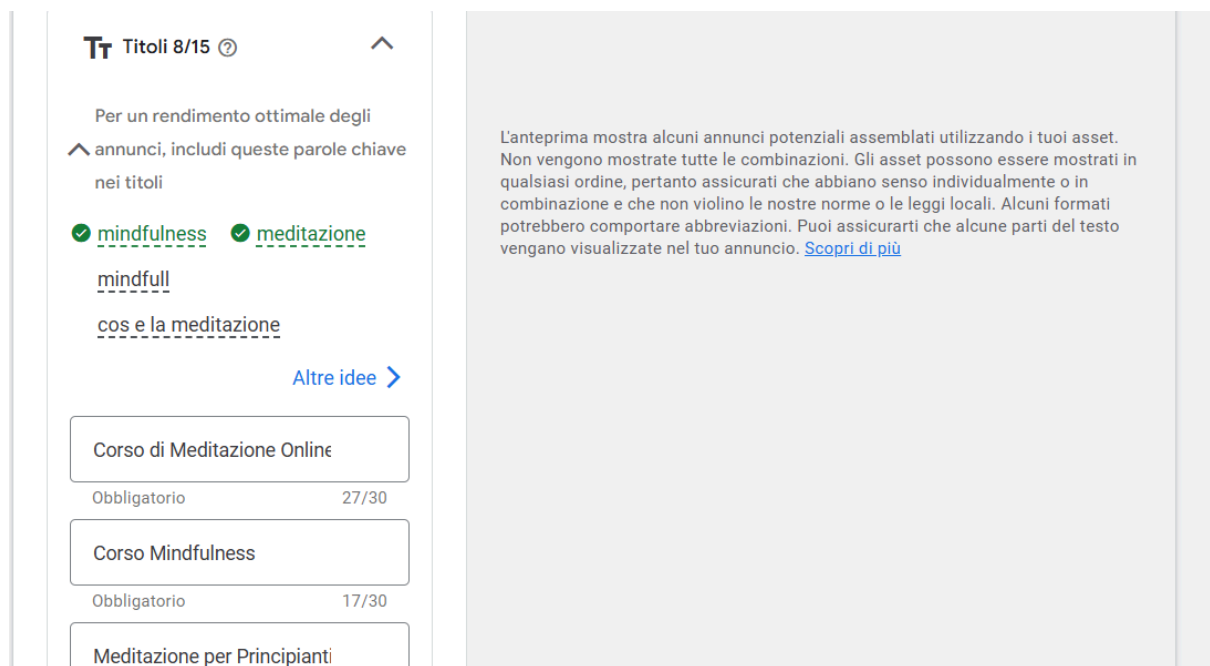 Titoli 8/15
Per un rendimento ottimale degli
annunci, includi queste parole chiave
nei titoli
mindfulness meditazione
mindfull
cos e la meditazione
Altre idee
Corso di Meditazione Online
Obbligatorio 27/30
Corso Mindfulness
Obbligatorio 17/30
Meditazione per Principianti
L'anteprima mostra alcuni annunci potenziali assemblati utilizzando i tuoi asset.
Non vengono mostrate tutte le combinazioni. Gli asset possono essere mostrati in
qualsiasi ordine, pertanto assicurati che abbiano senso individualmente o in
combinazione e che non violino le nostre norme o le leggi locali. Alcuni formati
potrebbero comportare abbreviazioni. Puoi assicurarti che alcune parti del testo
vengano visualizzate nel tuo annuncio. Scopri di più